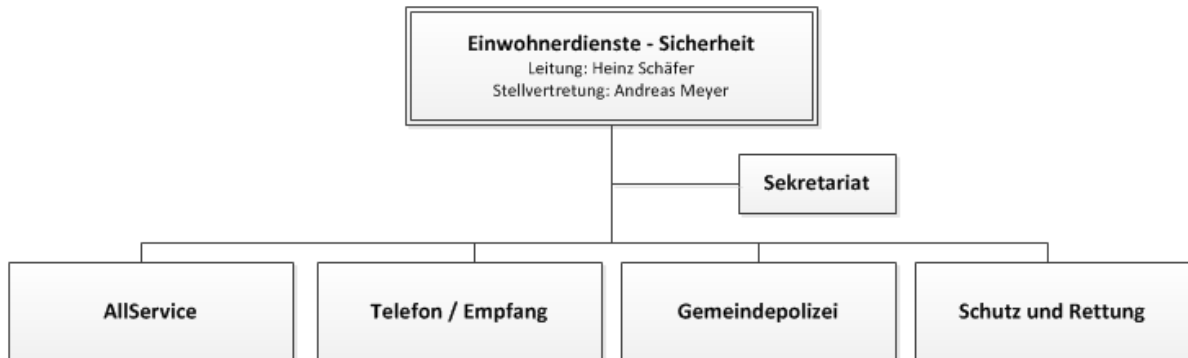 Einwohnerdienste - Sicherheit
Leitung: Heinz Schäfer
Stellvertretung: Andreas Meyer
Sekretariat
AllService
Telefon / Empfang
Gemeindepolizei
Schutz und Rettung